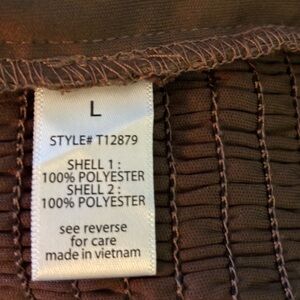 L
STYLE# T12879
SHELL 1 :
100% POLYESTER
SHELL 2 :
100% POLYESTER
see reverse
for care
made in vietnam